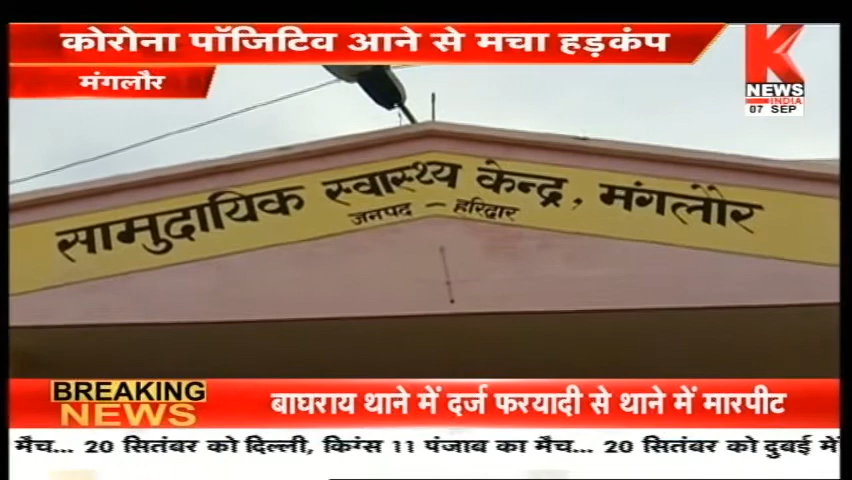 कोरोना पॉजिटिव आने से मचा हड़कंप
मंगलौर
K
NEWS
INDIA
07 SEP
सामुदायिक स्वास्थ्य केन्द्र, मंगलौर
जनपद - हरिद्वार
BREAKING
NEWS
बाघराय थाने में दर्ज फरयादी से थाने में मारपीट
मैच... 20 सितंबर को दिल्ली, किंग्स 11 पंजाब का मैच... 20 सितंबर को दुबई में